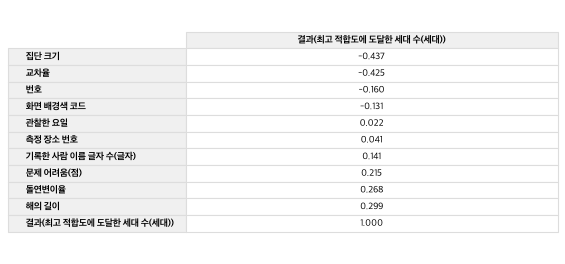 결과(최고 적합도에 도달한 세대 수(세대))
집단 크기 -0.437
교차율 -0.425
번호 -0.160
화면 배경색 코드 -0.131
관찰한 요일 0.022
측정 장소 번호 0.041
기록한 사람 이름 글자 수(글자) 0.141
문제 어려움(점) 0.215
돌연변이율 0.268
해의 길이 0.299
결과(최고 적합도에 도달한 세대 수(세대)) 1.000